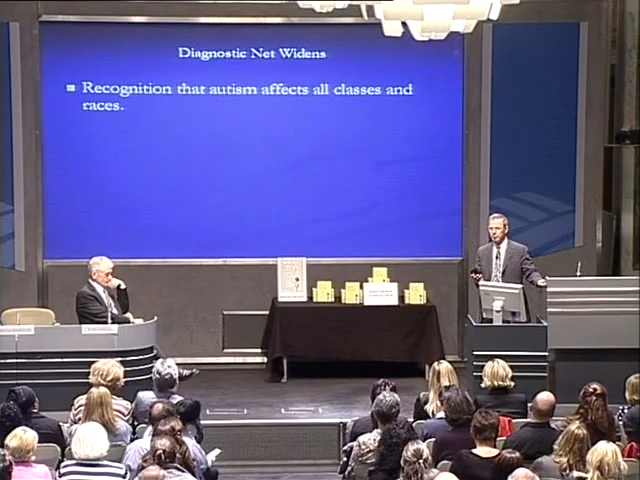 Diagnostic Net Widens
Recognition that autism affects all classes and
races.